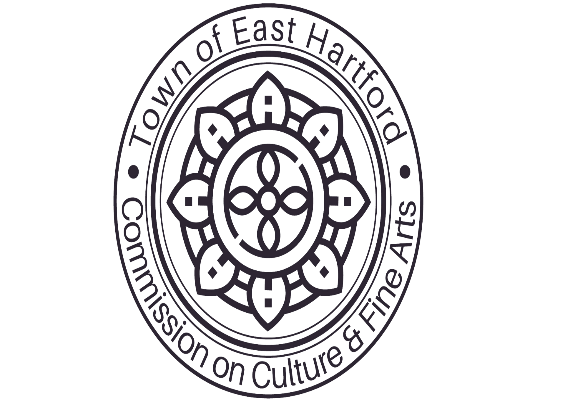 Town of East Hartford
Commission on Culture & Fine Arts